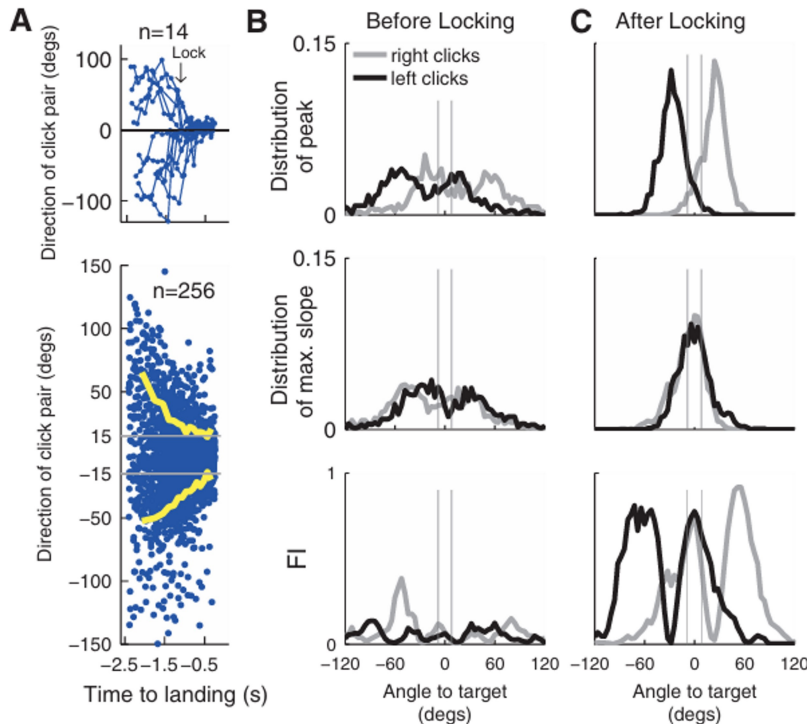 A
n=14
Lock
Direction of click pair (degs)
100
0
−100
n=256
Direction of click pair (degs)
150
100
50
15
−15
−50
−100
−150
−2.5 −1.5 −0.5
Time to landing (s)
B
Before Locking
0.15
right clicks
left clicks
Distribution
of peak
0
0.15
Distribution
of max. slope
0
1
FI
0
−120 −60 0 60 120
Angle to target
(degs)
C
After Locking
−120 −60 0 60 120
Angle to target
(degs)